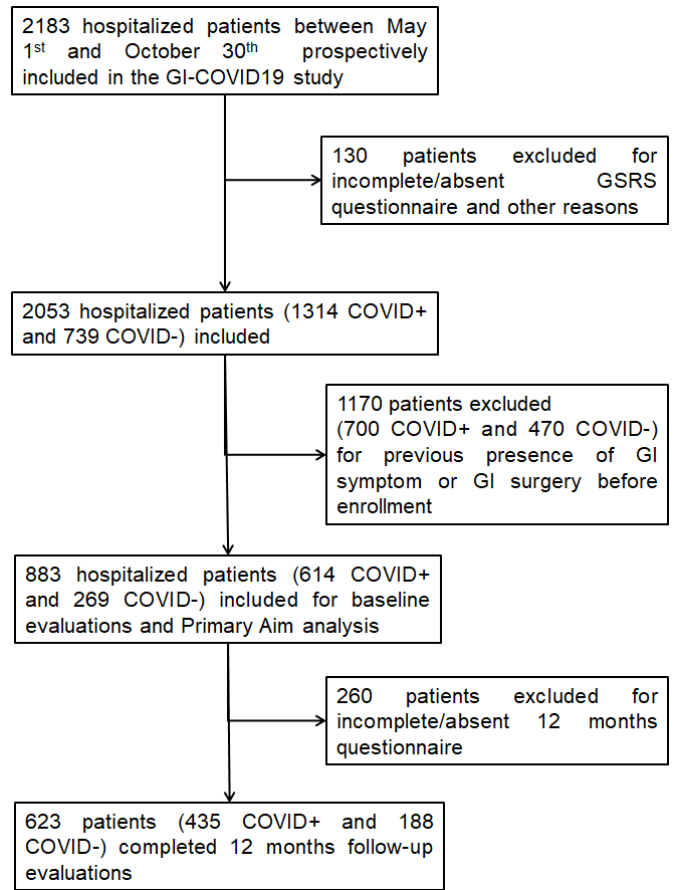 2183 hospitalized patients between May
1st and October 30th prospectively
included in the GI-COVID19 study
130 patients excluded for
incomplete/absent GSRS
questionnaire and other reasons
2053 hospitalized patients (1314 COVID+
and 739 COVID-) included
1170 patients excluded
(700 COVID+ and 470 COVID-)
for previous presence of GI
symptom or GI surgery before
enrollment
883 hospitalized patients (614 COVID+
and 269 COVID-) included for baseline
evaluations and Primary Aim analysis
260 patients excluded for
incomplete/absent 12 months
questionnaire
623 patients (435 COVID+ and 188
COVID-) completed 12 months follow-up
evaluations